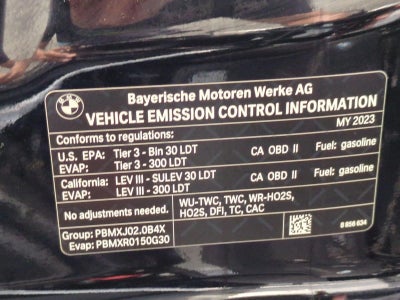 BMW
Bayerische Motoren Werke AG
VEHICLE EMISSION CONTROL INFORMATION
Conforms to regulations: MY 2023
U.S. EPA: Tier 3 - Bin 30 LDT CA OBD II Fuel: gasoline
EVAP: Tier 3 - 300 LDT
California: LEV III - SULEV 30 LDT CA OBD II Fuel: gasoline
EVAP: LEV III - 300 LDT
No adjustments needed. WU-TWC, TWC, WR-HO2S,
HO2S, DFI, TC, CAC
Group: PBMXJ02.0B4X
Evap: PBMXR0150G30 8 856 634